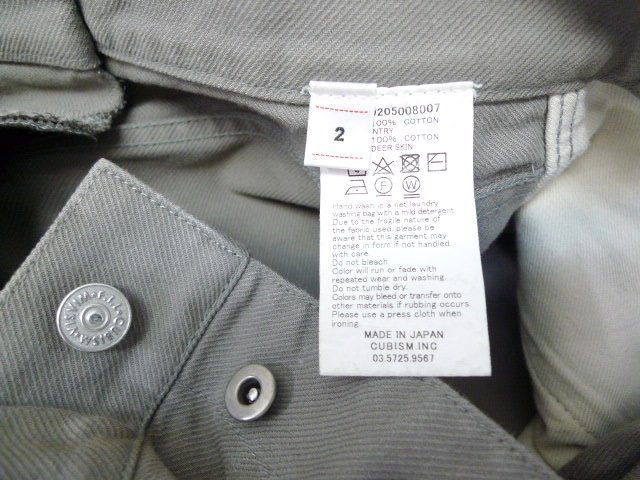 2
205008007
100% COTTON
NTRY
100% COTTON
DEER SKIN
F W
Hand wash in a net laundry
washing bag with a mild detergent
Due to the fragile nature of
the fabric used, please be
aware that this garment may
change in form if not handled
with care.
Do not bleach.
Color will run or fade with
repeated wear and washing.
Do not tumble dry.
Colors may bleed or transfer onto
other materials if rubbing occurs.
Please use a press cloth when
ironing.
MADE IN JAPAN
CUBISM.INC
03.5725.9567
VISVIM
CUBISM